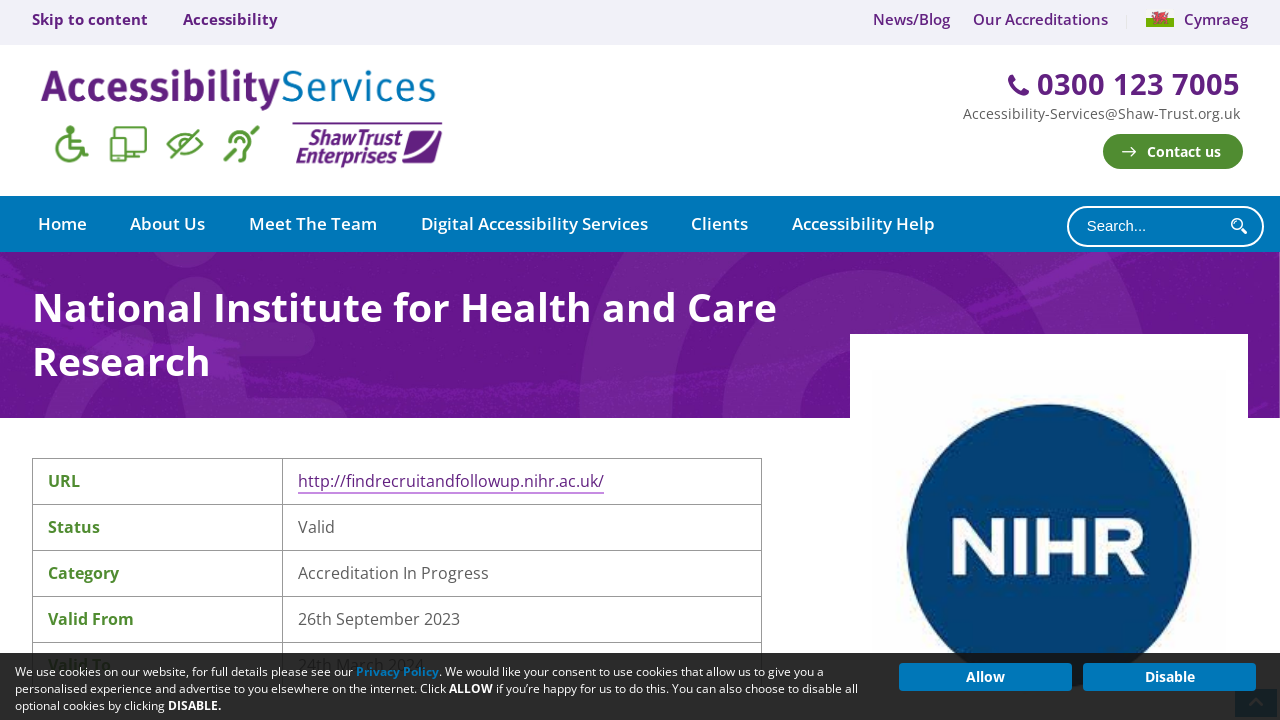 Skip to content
Accessibility
News/Blog
Our Accreditations
Cymraeg
AccessibilityServices
ShawTrust
Enterprises
0300 123 7005
Accessibility-Services@Shaw-Trust.org.uk
Contact us
Home
About Us
Meet The Team
Digital Accessibility Services
Clients
Accessibility Help
Search...
National Institute for Health and Care
Research
URL
http://findrecruitandfollowup.nihr.ac.uk/
Status
Valid
Category
Accreditation In Progress
Valid From
26th September 2023
Valid To
24th March 2024
NIHR
We use cookies on our website, for full details please see our Privacy Policy. We would like your consent to use cookies that allow us to give you a
personalised experience and advertise to you elsewhere on the internet. Click ALLOW if you’re happy for us to do this. You can also choose to disable all
optional cookies by clicking DISABLE.
Allow
Disable